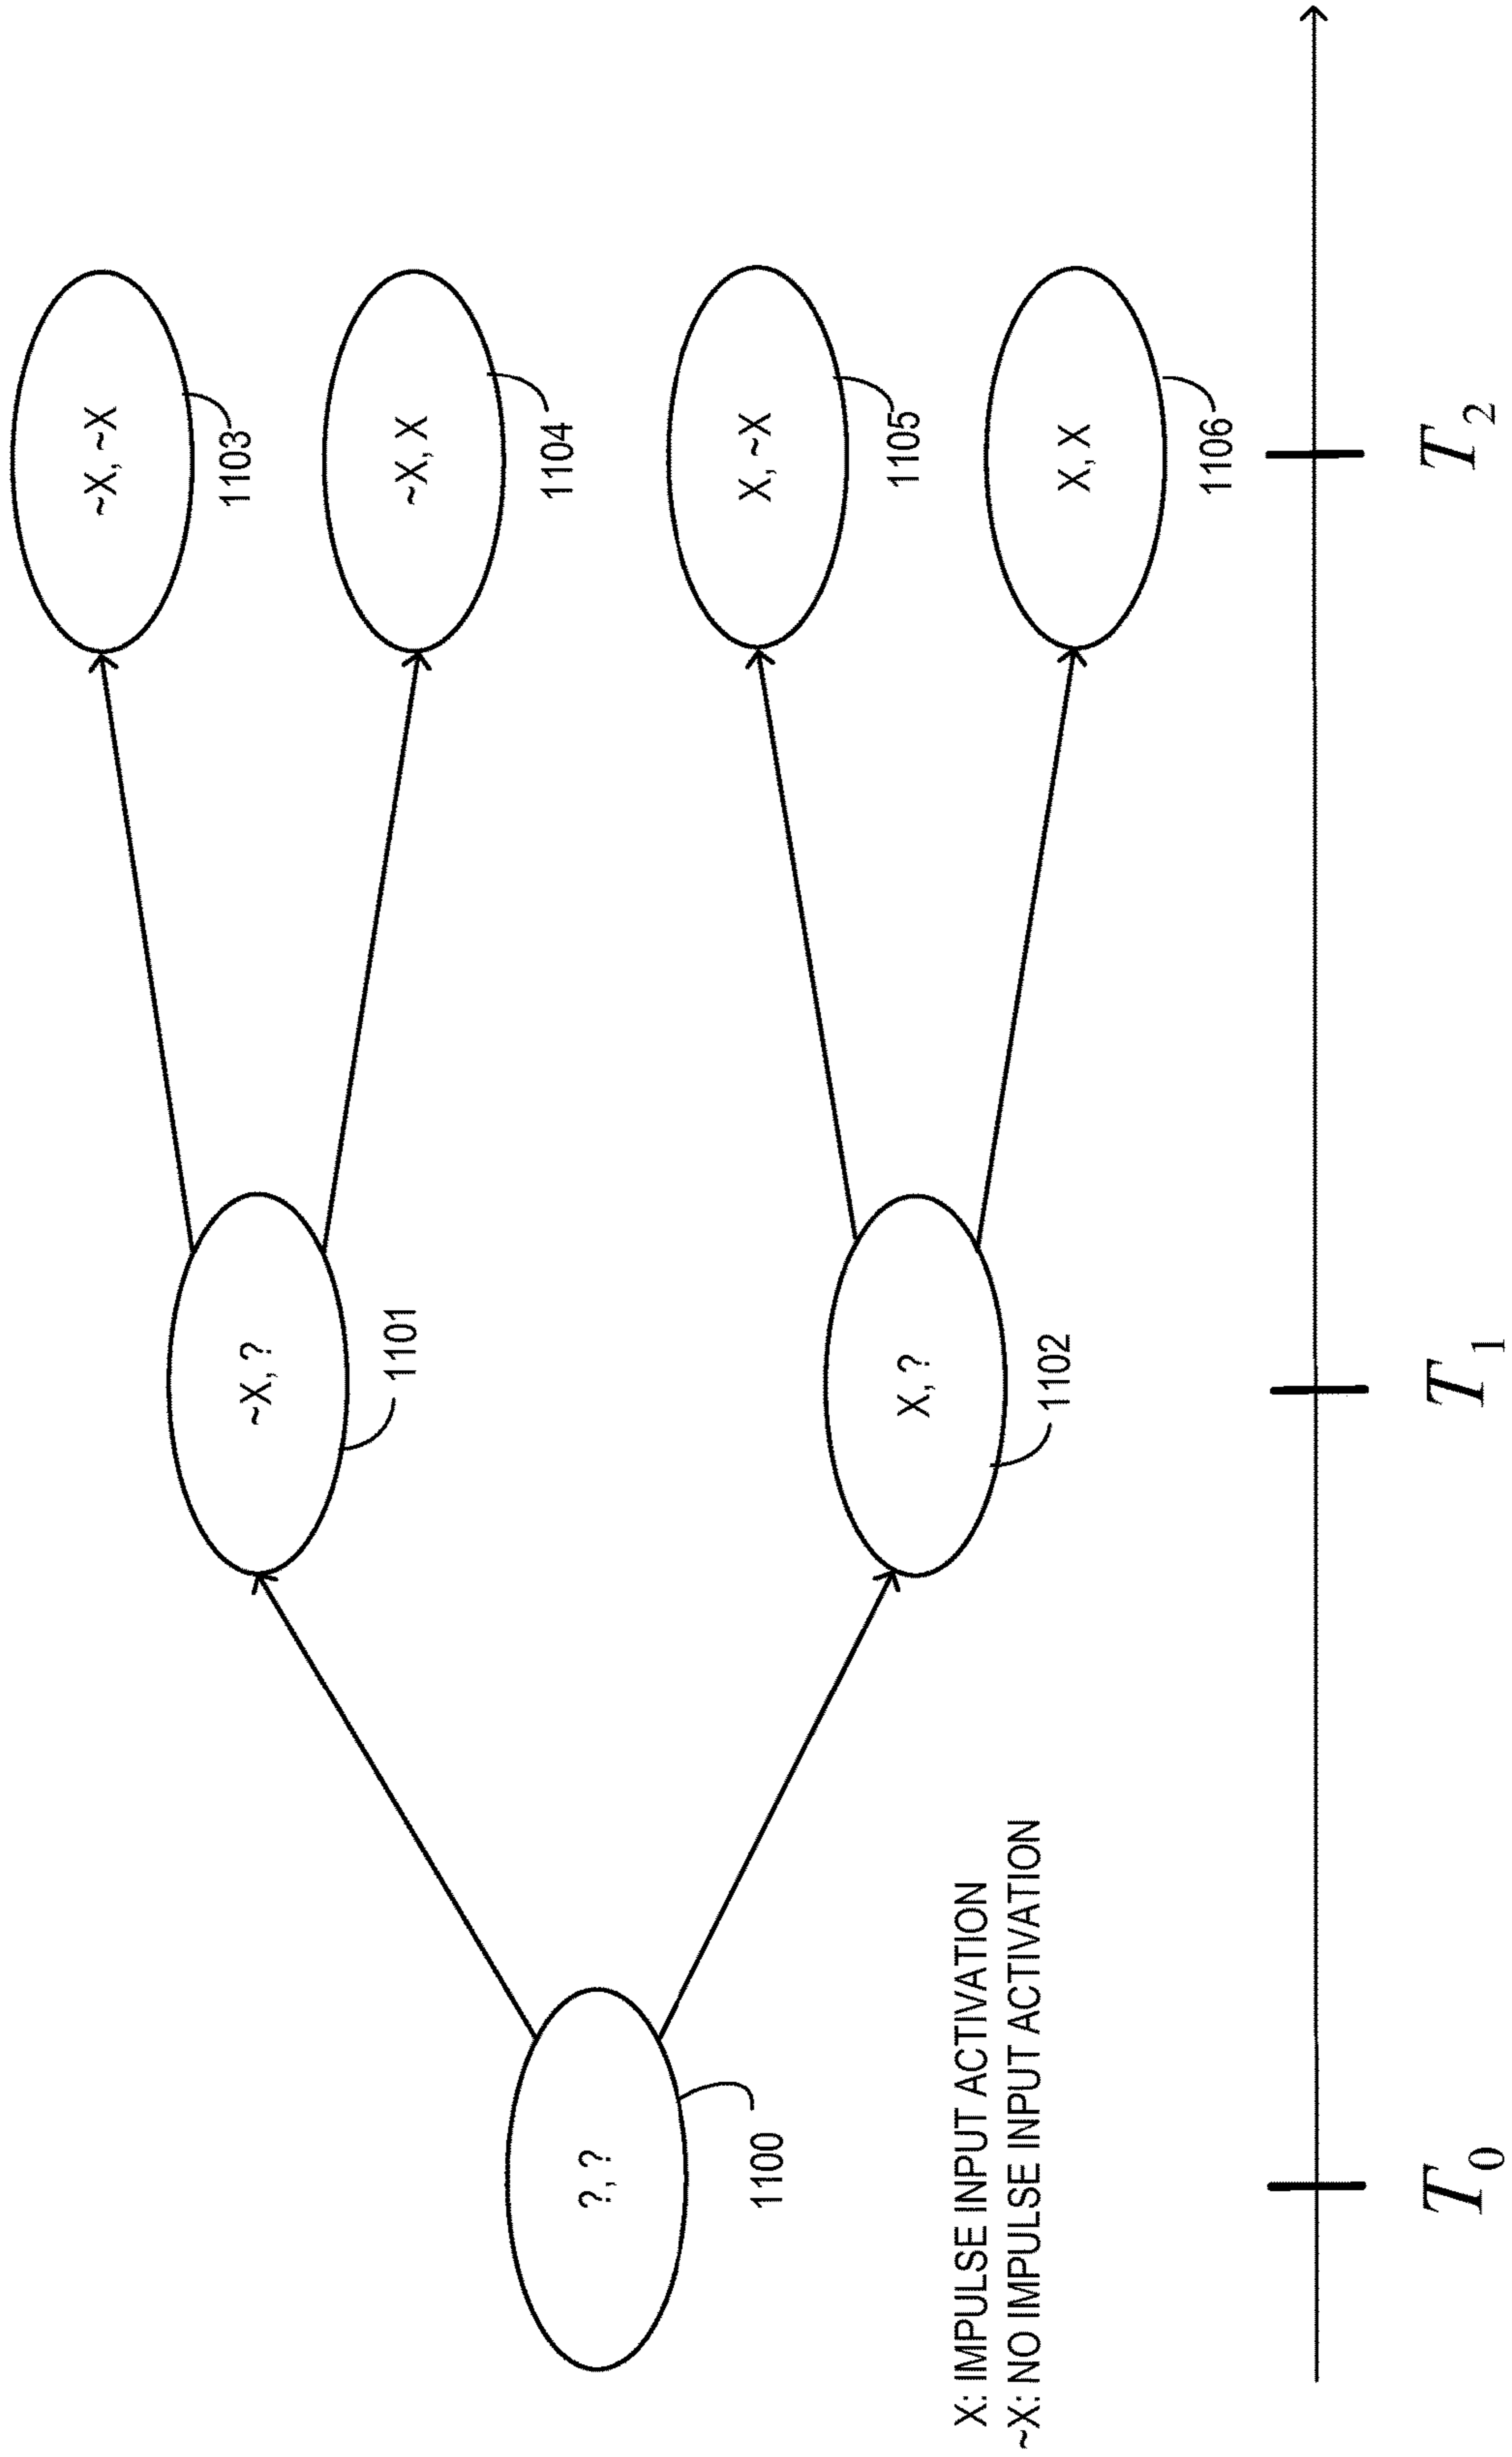 ~X, ~X
1103
~X, ?
1101
~X, X
1104
?, ?
1100
X, ~X
1105
X, ?
1102
X, X
1106
X: IMPULSE INPUT ACTIVATION
~X: NO IMPULSE INPUT ACTIVATION
T0
T1
T2